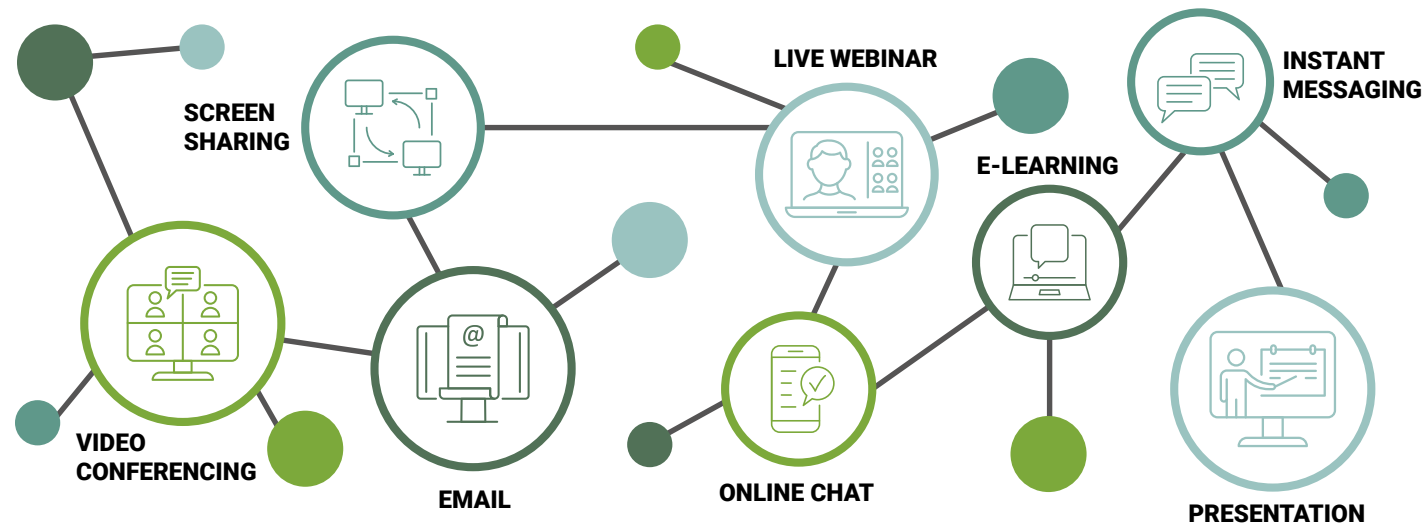 SCREEN
SHARING
LIVE WEBINAR
INSTANT
MESSAGING
E-LEARNING
@
VIDEO
CONFERENCING
EMAIL
ONLINE CHAT
PRESENTATION